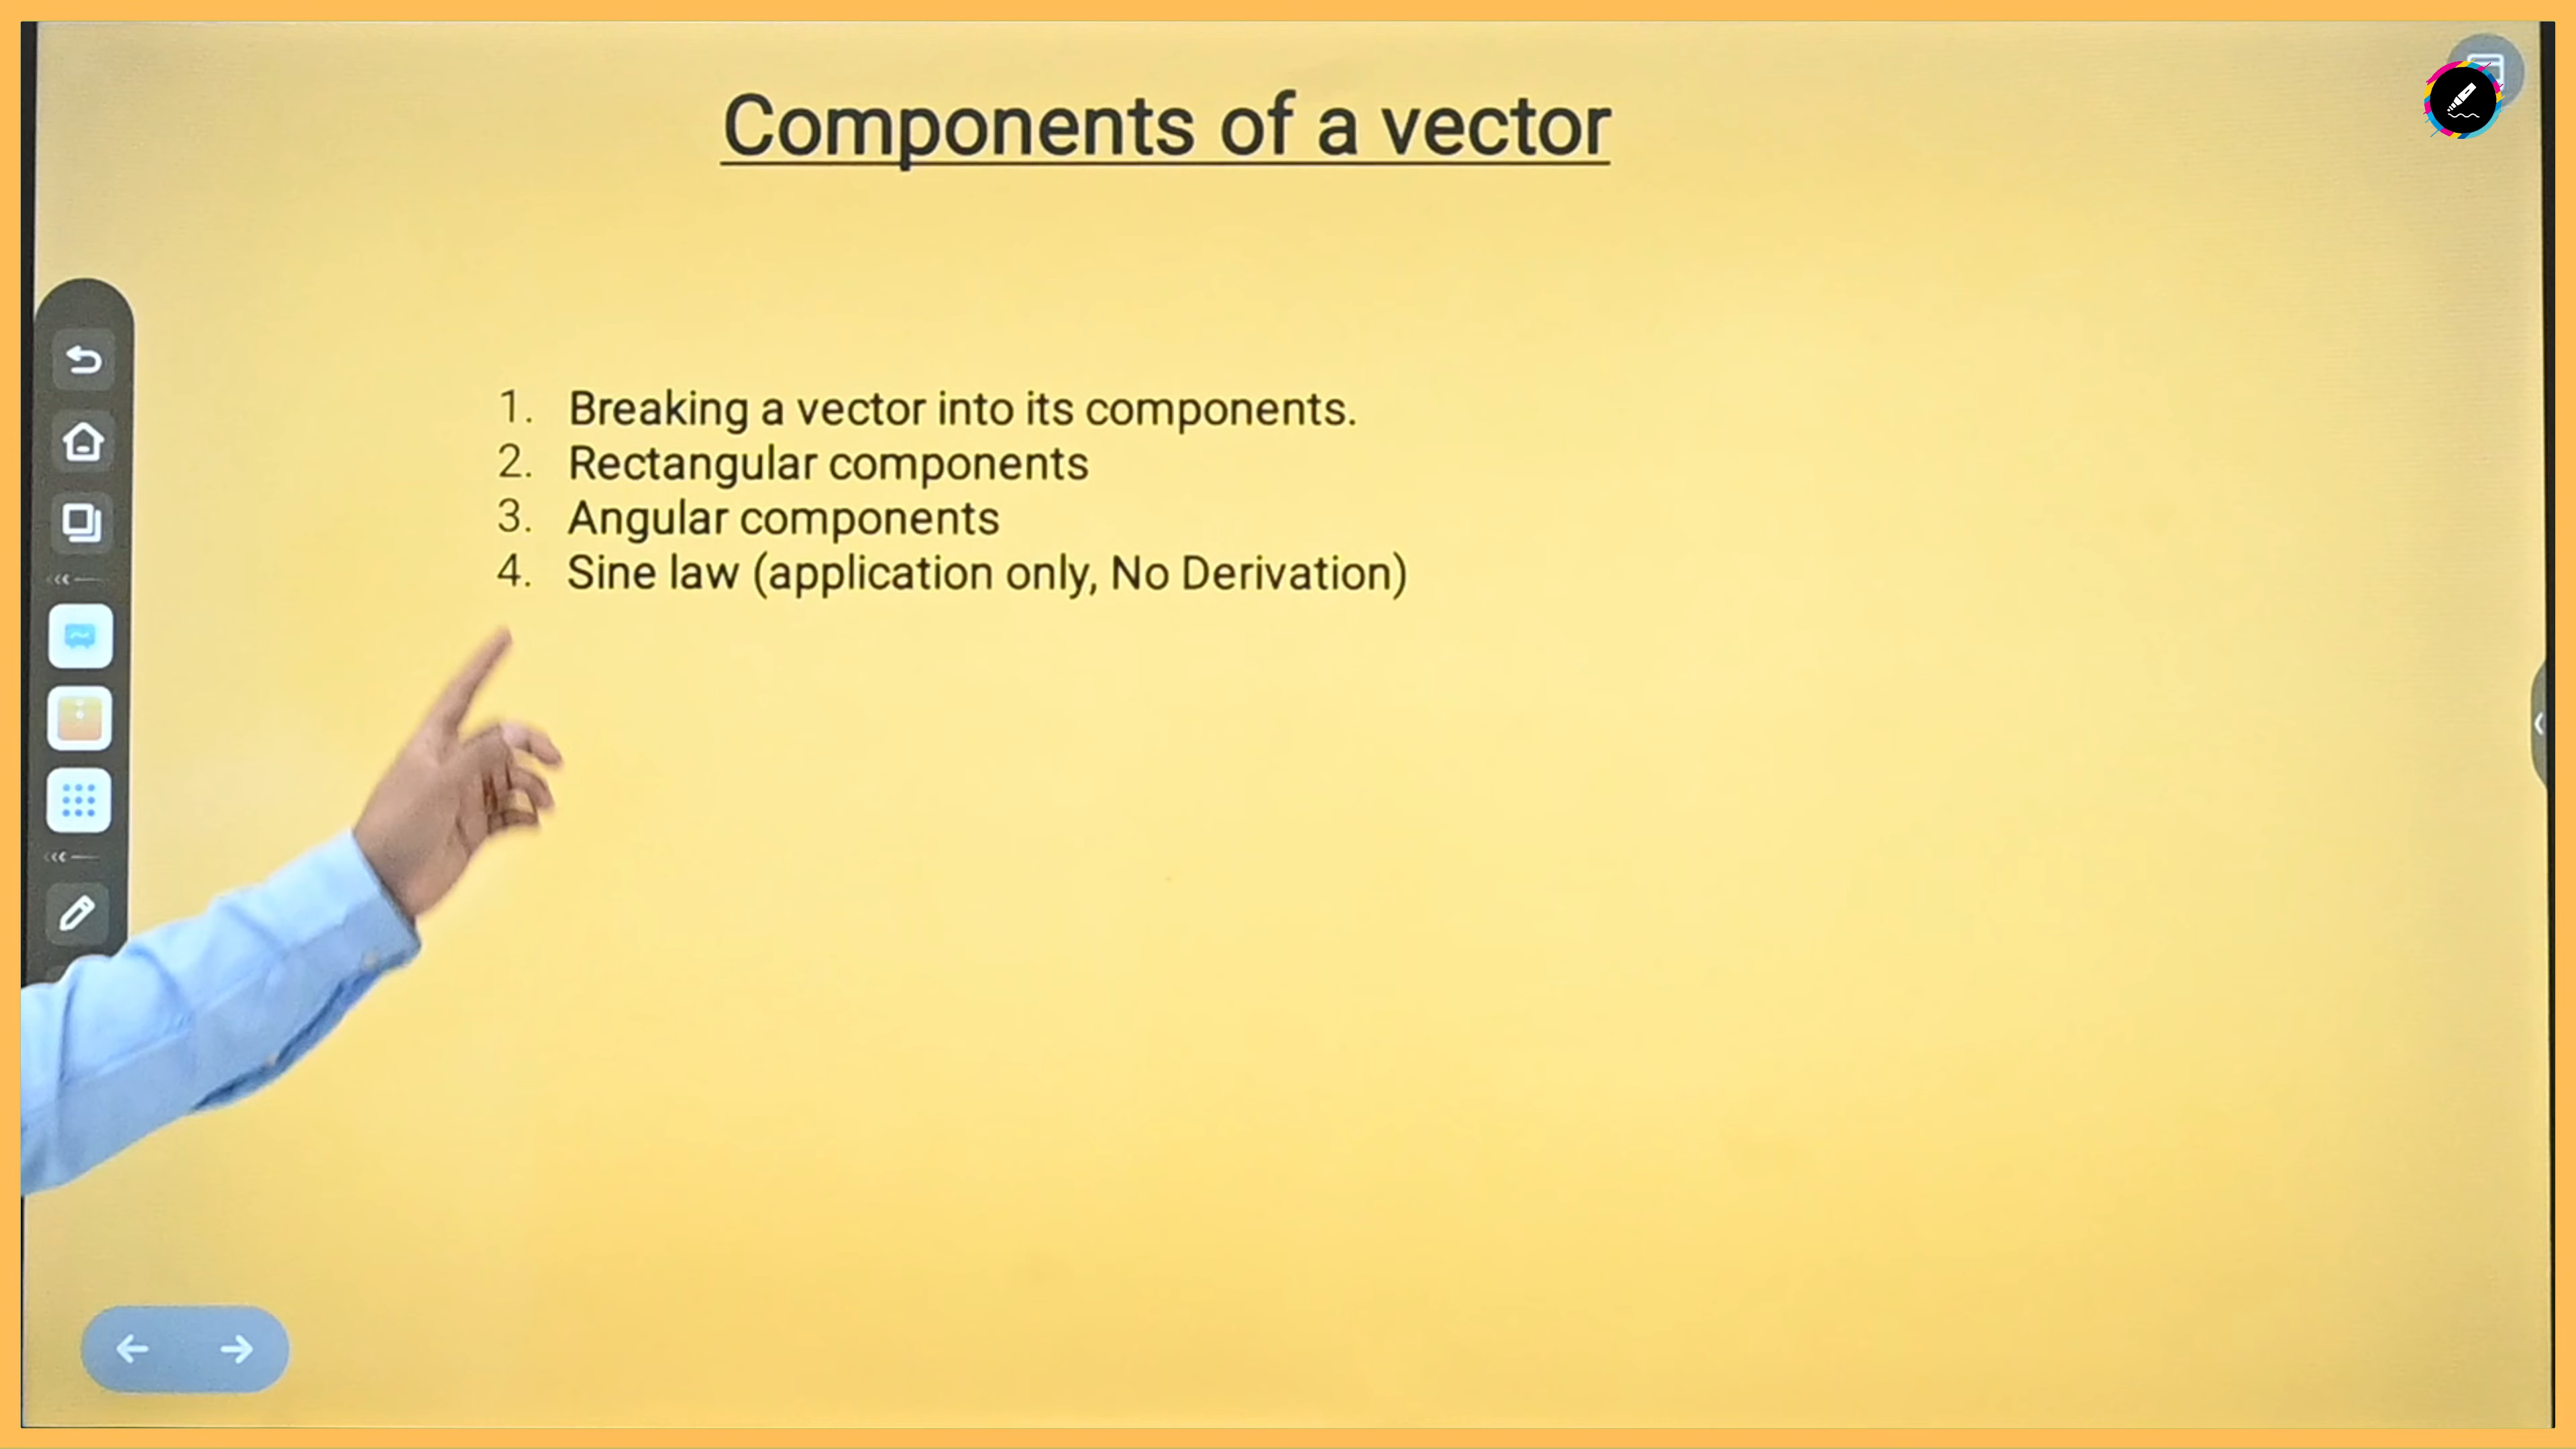 Components of a vector
1. Breaking a vector into its components.
2. Rectangular components
3. Angular components
4. Sine law (application only, No Derivation)